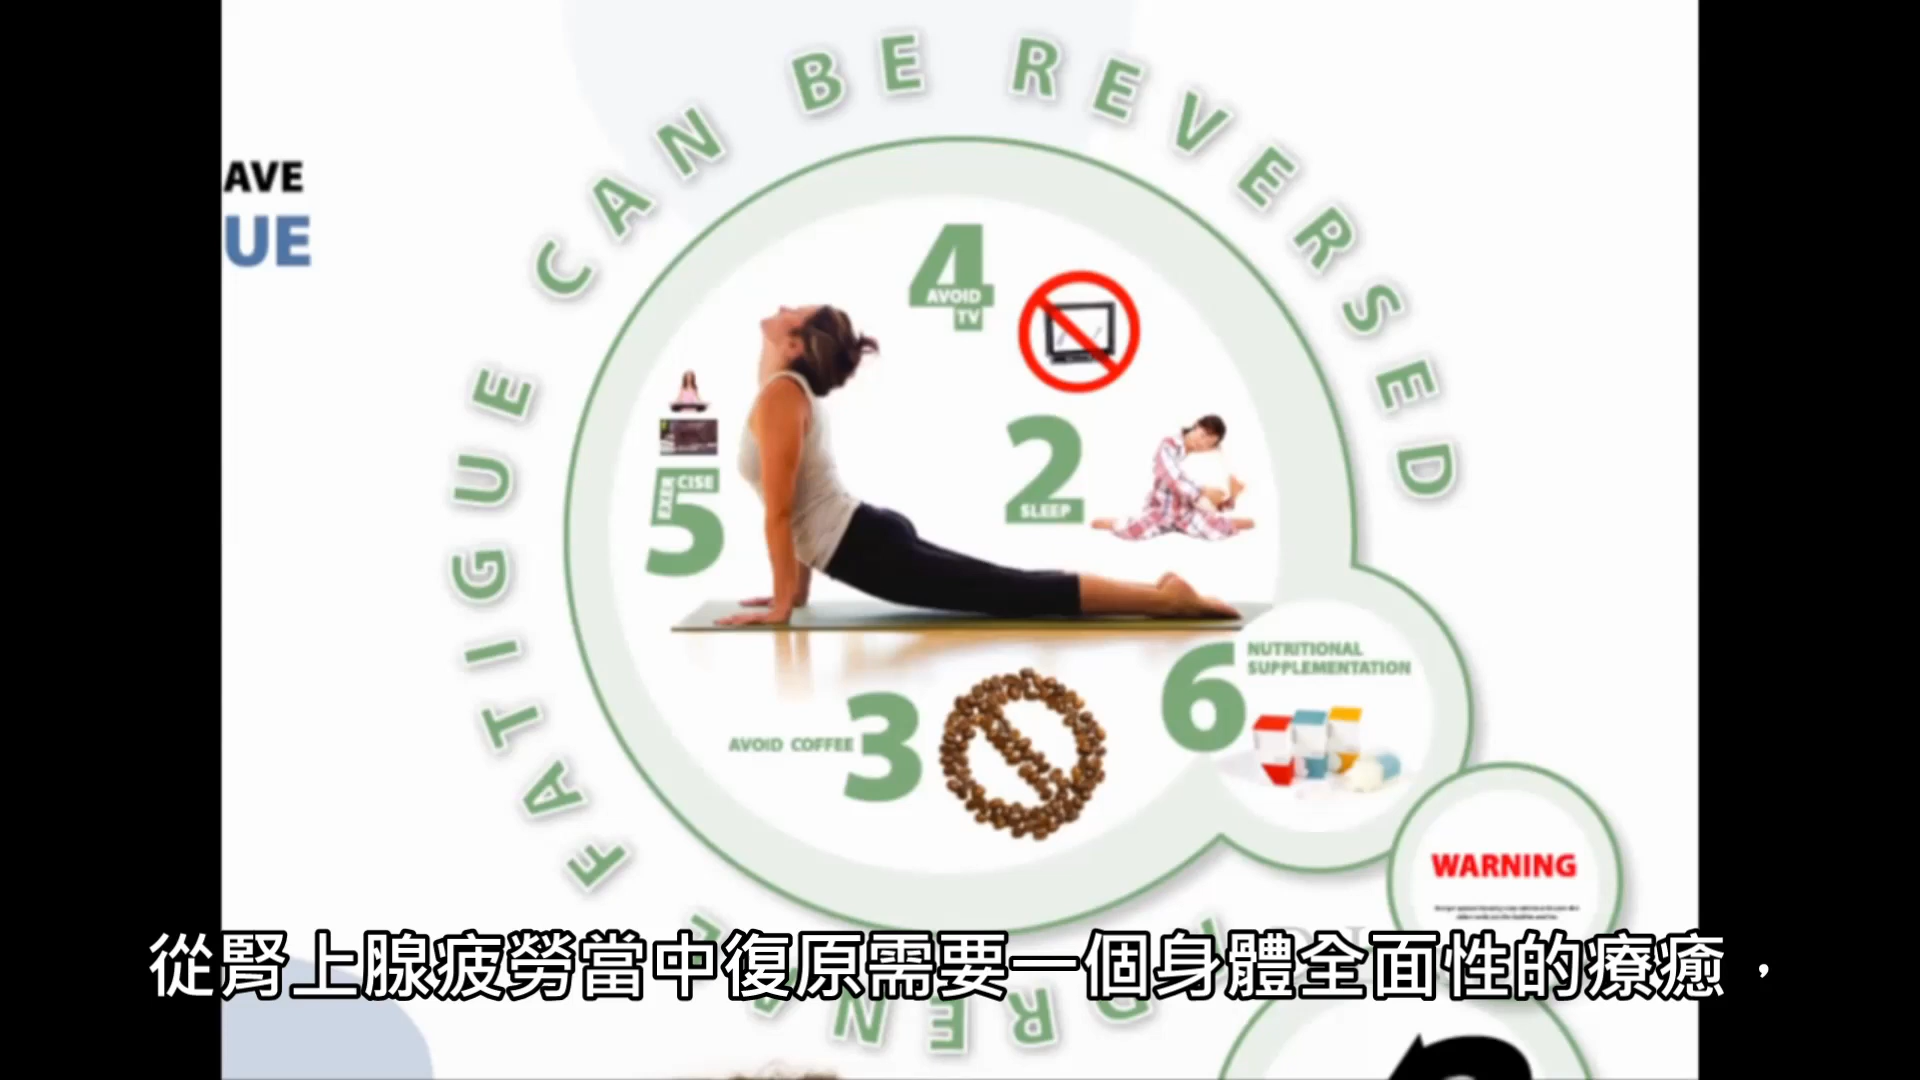 AVE
UE
ADRENAL FATIGUE CAN BE REVERSED
4
AVOID
TV
5
EXERCISE
2
SLEEP
6
NUTRITIONAL
SUPPLEMENTATION
AVOID COFFEE
3
WARNING
從腎上腺疲勞當中復原需要一個身體全面性的療癒，